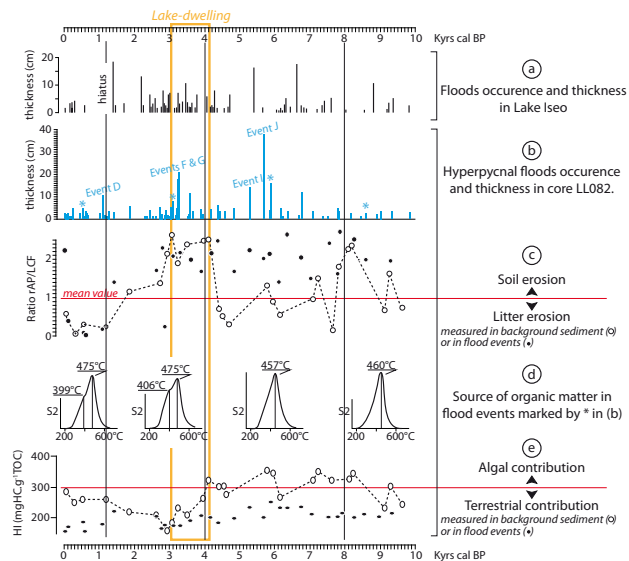 Lake-dwelling
0 1 2 3 4 5 6 7 8 9 10 Kyrs cal BP
thickness (cm)
20
10
0
hiatus
a
Floods occurence and thickness
in Lake Iseo
thickness (cm)
40
30
20
10
0
*
Event D
*
Events F & G
Event I
Event J
*
*
b
Hyperpycnal floods occurence
and thickness in core LL082.
Ratio rAP/LCF
2
1
0
mean value
c
Soil erosion
Litter erosion
measured in background sediment (o)
or in flood events (•)
S2
399°C
475°C
200 600°C
S2
406°C
475°C
200 600°C
S2
457°C
200 600°C
S2
460°C
200 600°C
d
Source of organic matter in
flood events marked by * in (b)
HI (mgHC.g⁻¹TOC)
400
300
200
e
Algal contribution
Terrestrial contribution
measured in background sediment (o)
or in flood events (•)
0 1 2 3 4 5 6 7 8 9 10 Kyrs cal BP